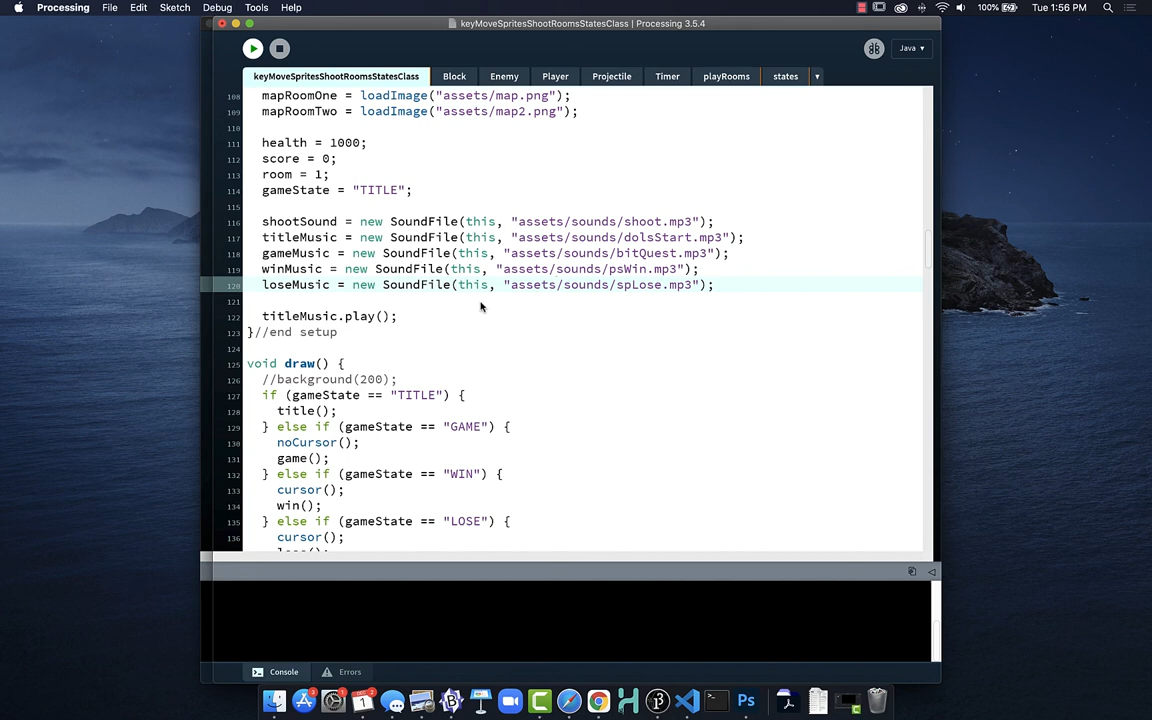 Processing File Edit Sketch Debug Tools Help 100% Tue 1:56 PM
keyMoveSpritesShootRoomsStatesClass | Processing 3.5.4
Java ▾
keyMoveSpritesShootRoomsStatesClass Block Enemy Player Projectile Timer playRooms states ▾
108 mapRoomOne = loadImage("assets/map.png");
109 mapRoomTwo = loadImage("assets/map2.png");
110
111 health = 1000;
112 score = 0;
113 room = 1;
114 gameState = "TITLE";
115
116 shootSound = new SoundFile(this, "assets/sounds/shoot.mp3");
117 titleMusic = new SoundFile(this, "assets/sounds/dolsStart.mp3");
118 gameMusic = new SoundFile(this, "assets/sounds/bitQuest.mp3");
119 winMusic = new SoundFile(this, "assets/sounds/psWin.mp3");
120 loseMusic = new SoundFile(this, "assets/sounds/spLose.mp3");
121
122 titleMusic.play();
123 }//end setup
124
125 void draw() {
126 //background(200);
127 if (gameState == "TITLE") {
128 title();
129 } else if (gameState == "GAME") {
130 noCursor();
131 game();
132 } else if (gameState == "WIN") {
133 cursor();
134 win();
135 } else if (gameState == "LOSE") {
136 cursor();
Console Errors